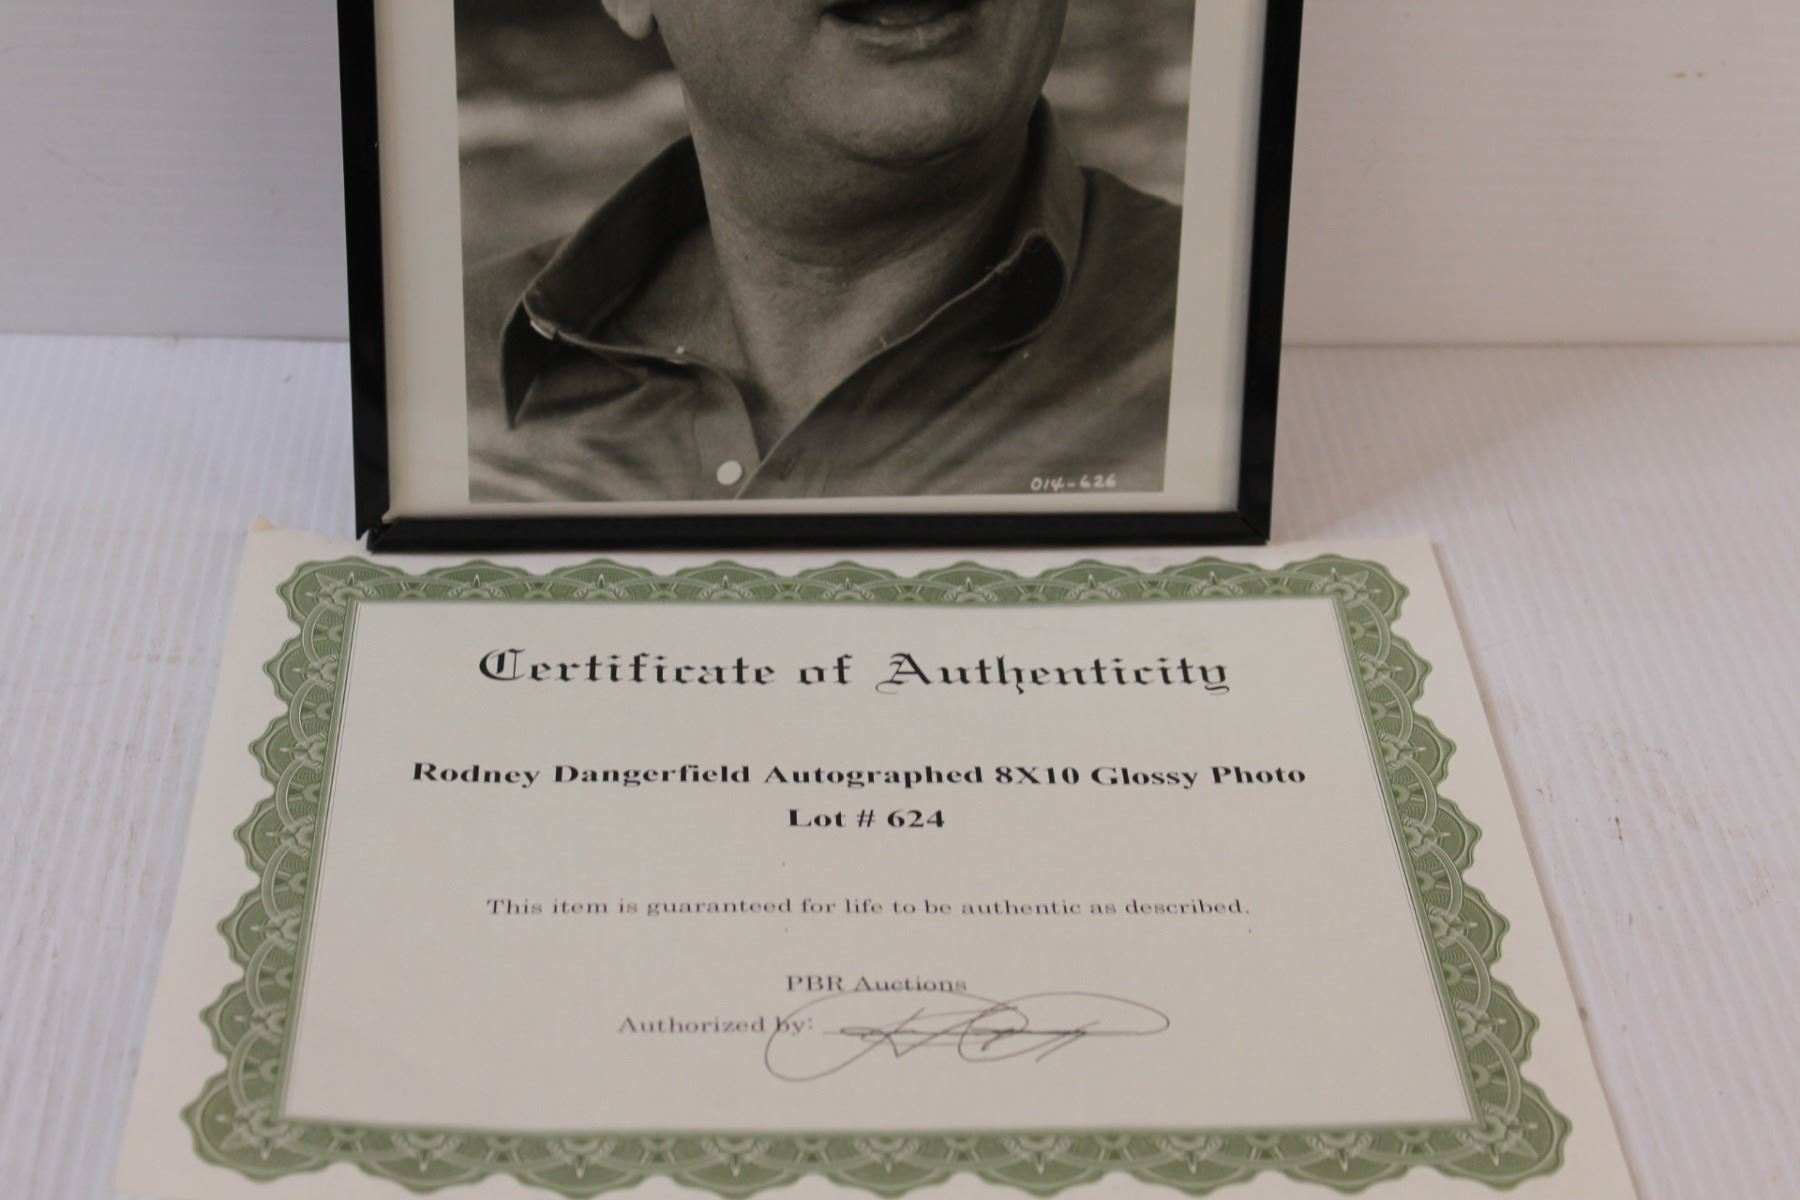 014-626
Certificate of Authenticity
Rodney Dangerfield Autographed 8X10 Glossy Photo
Lot # 624
This item is guaranteed for life to be authentic as described.
PBR Auctions
Authorized by: